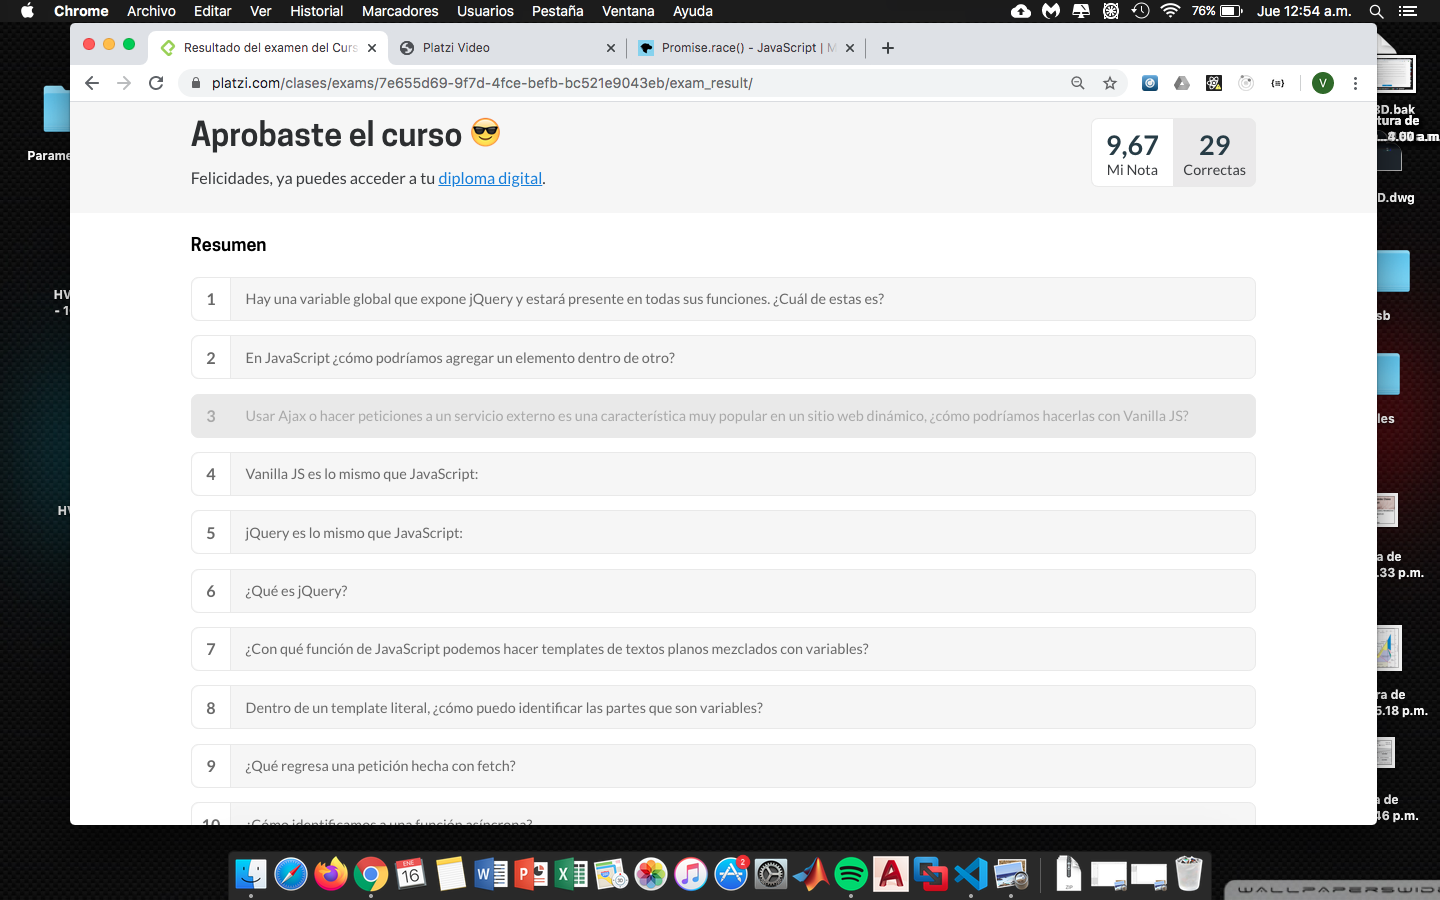 Chrome Archivo Editar Ver Historial Marcadores Usuarios Pestaña Ventana Ayuda 76% Jue 12:54 a.m.
Resultado del examen del Curs Platzi Video Promise.race() - JavaScript | M
platzi.com/clases/exams/7e655d69-9f7d-4fce-befb-bc521e9043eb/exam_result/ V
Aprobaste el curso 😎
Felicidades, ya puedes acceder a tu diploma digital.
9,67 29
Mi Nota Correctas
Resumen
1 Hay una variable global que expone jQuery y estará presente en todas sus funciones. ¿Cuál de estas es?
2 En JavaScript ¿cómo podríamos agregar un elemento dentro de otro?
3 Usar Ajax o hacer peticiones a un servicio externo es una característica muy popular en un sitio web dinámico, ¿cómo podríamos hacerlas con Vanilla JS?
4 Vanilla JS es lo mismo que JavaScript:
5 jQuery es lo mismo que JavaScript:
6 ¿Qué es jQuery?
7 ¿Con qué función de JavaScript podemos hacer templates de textos planos mezclados con variables?
8 Dentro de un template literal, ¿cómo puedo identificar las partes que son variables?
9 ¿Qué regresa una petición hecha con fetch?
10 ¿Cómo identificamos a una función asíncrona?
Parame
HV
- 1
HV
3D.bak
tura de
D.dwg
sb
les
a de
.33 p.m.
ra de
5.18 p.m.
a de
46 p.m.
ENE
16
2